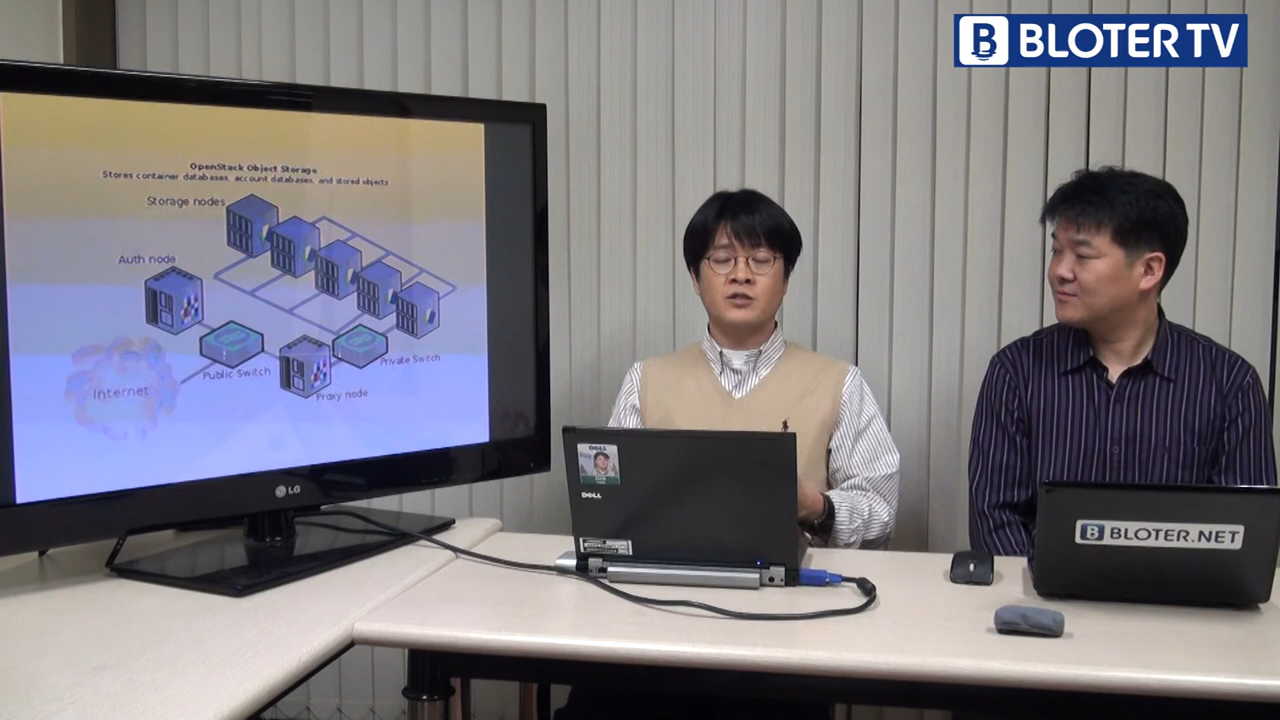 B BLOTER TV
OpenStack Object Storage
Stores container databases, account databases, and stored objects
Storage nodes
Auth node
Private Switch
Public Switch
Internet
Proxy node
LG
DELL
DELL
B BLOTER.NET